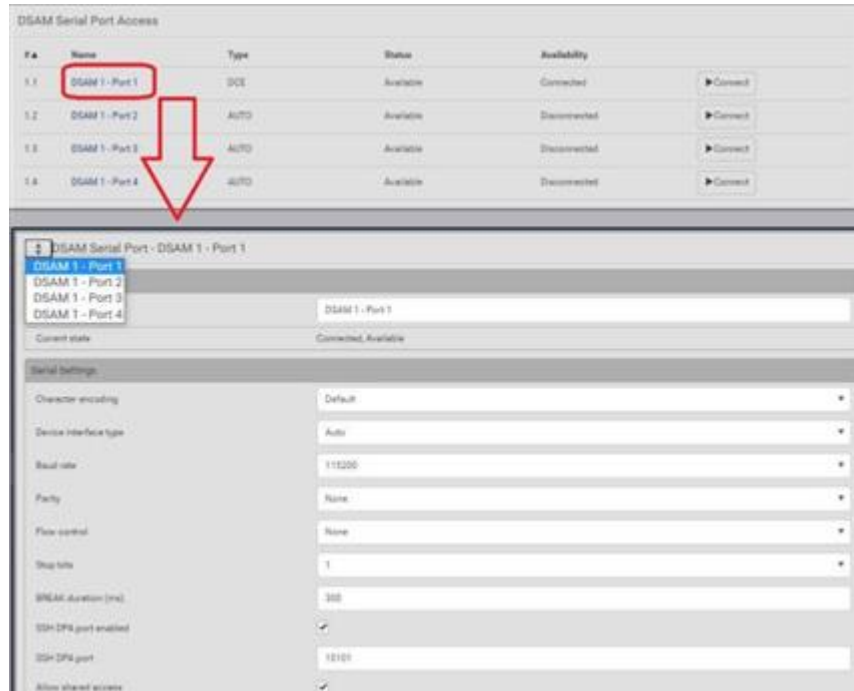 DSAM Serial Port Access
#▲ Name Type Status Availability
1.1 DSAM 1 - Port 1 DCE Available Connected ▶Connect
1.2 DSAM 1 - Port 2 AUTO Available Disconnected ▶Connect
1.3 DSAM 1 - Port 3 AUTO Available Disconnected ▶Connect
1.4 DSAM 1 - Port 4 AUTO Available Disconnected ▶Connect
DSAM Serial Port - DSAM 1 - Port 1
DSAM 1 - Port 1
DSAM 1 - Port 2
DSAM 1 - Port 3
DSAM 1 - Port 4
DSAM 1 - Port 1
Current state Connected, Available
Serial Settings
Character encoding Default
Device interface type Auto
Baud rate 115200
Parity None
Flow control None
Stop bits 1
BREAK duration (ms) 300
SSH DPA port enabled
SSH DPA port 10101
Allow shared access